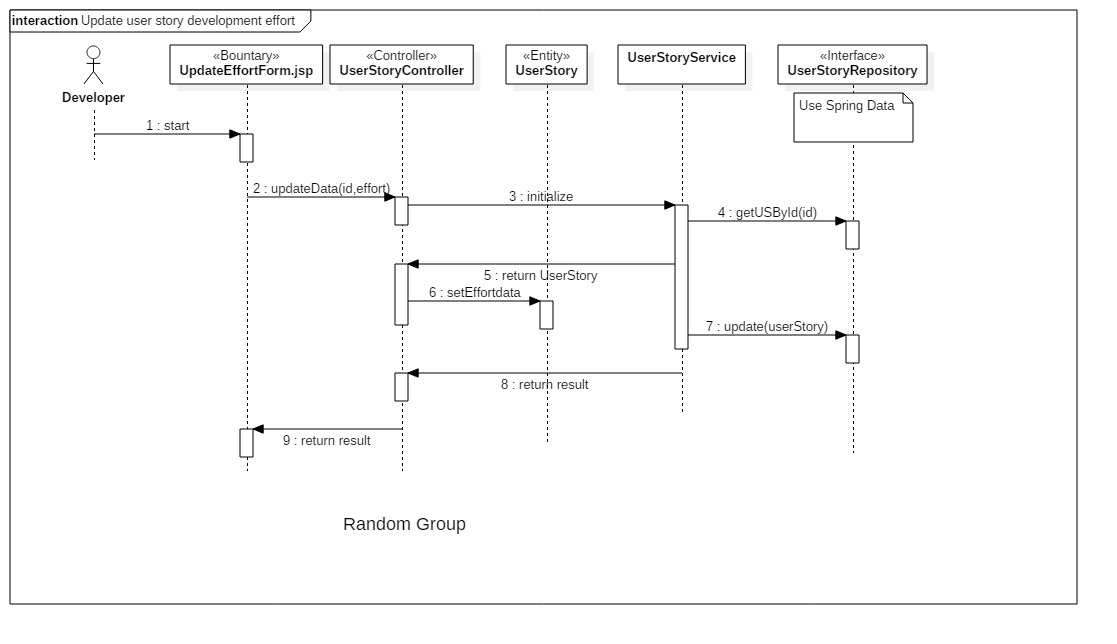 interaction Update user story development effort
Developer
«Bountary»
UpdateEffortForm.jsp
«Controller»
UserStoryController
«Entity»
UserStory
UserStoryService
«Interface»
UserStoryRepository
Use Spring Data
1 : start
2 : updateData(id,effort)
3 : initialize
4 : getUSById(id)
5 : return UserStory
6 : setEffortdata
7 : update(userStory)
8 : return result
9 : return result
Random Group